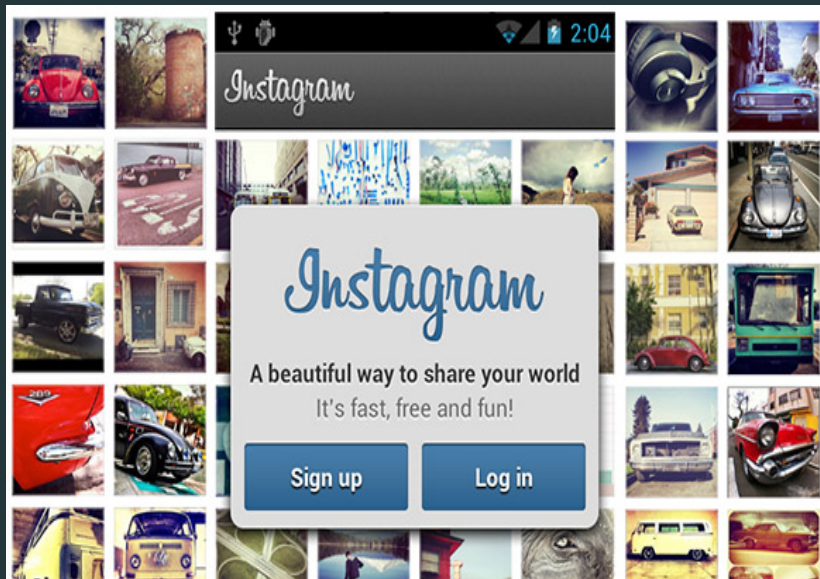 2:04
Instagram
Instagram
A beautiful way to share your world
It's fast, free and fun!
Sign up
Log in
289